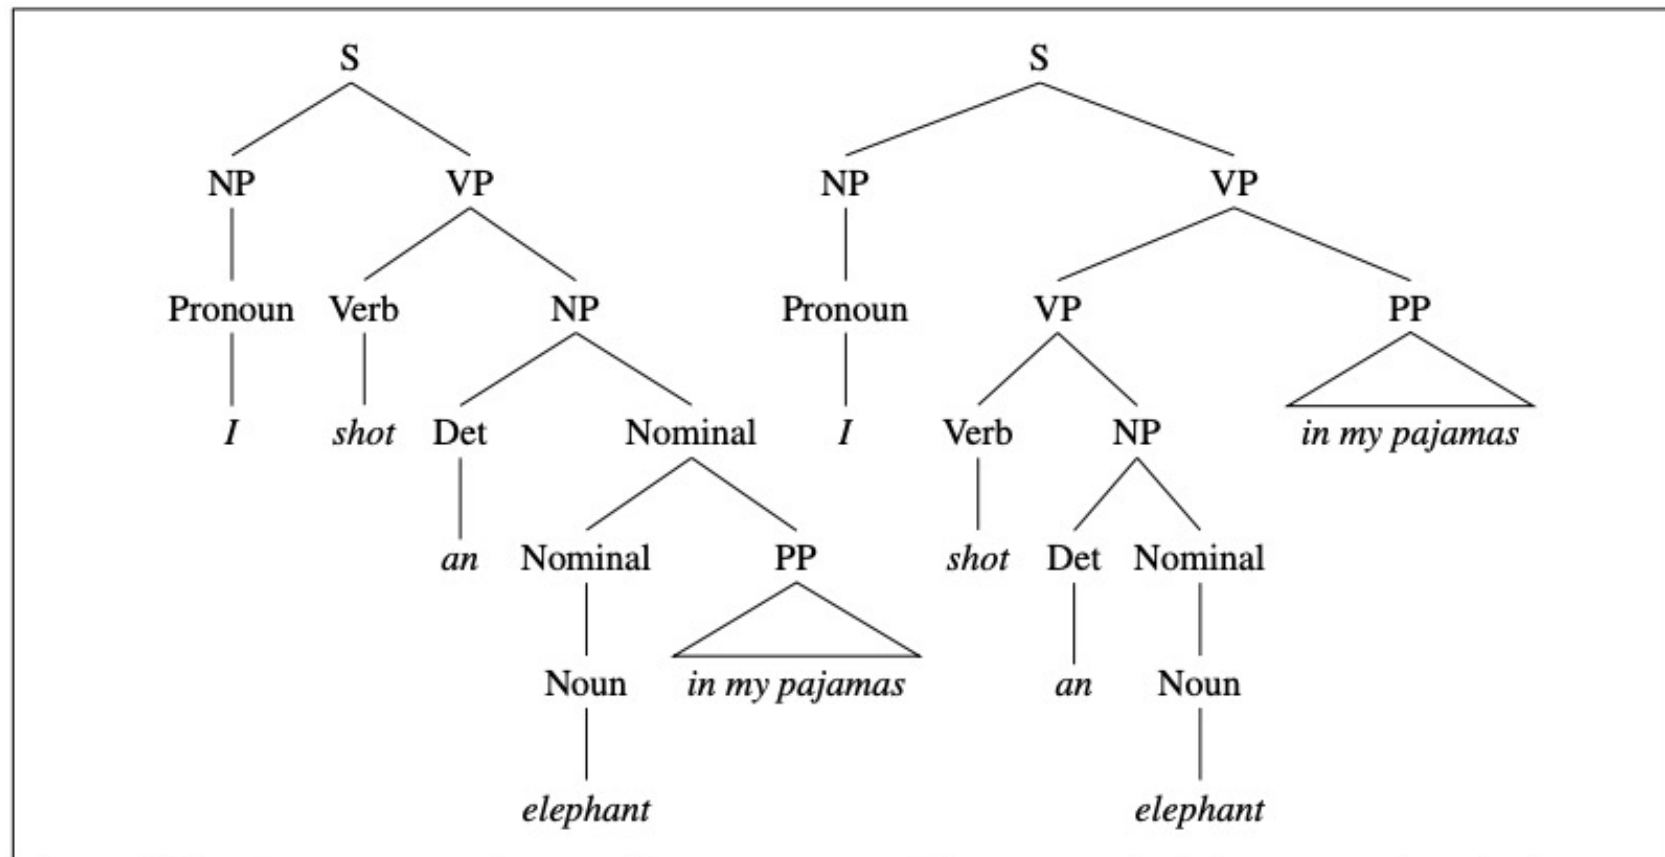 S S
NP VP NP VP
Pronoun Verb NP Pronoun VP PP
I shot Det Nominal I Verb NP in my pajamas
an Nominal PP shot Det Nominal
Noun in my pajamas an Noun
elephant elephant